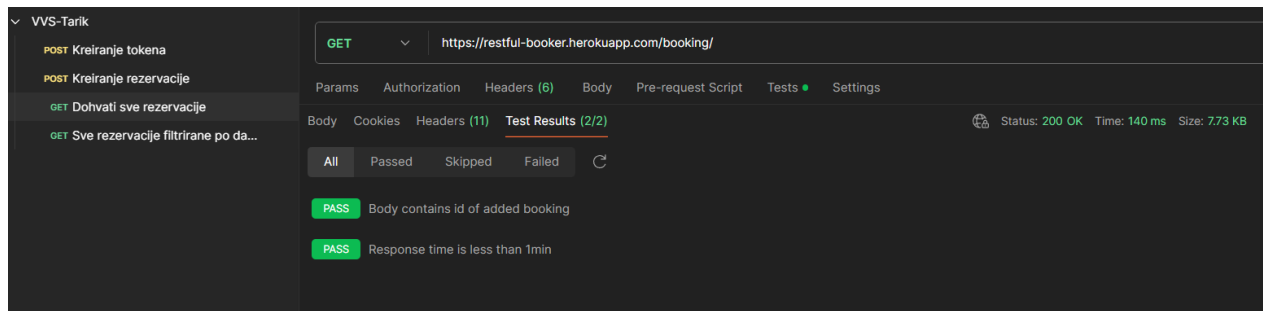 VVS-Tarik
POST Kreiranje tokena
POST Kreiranje rezervacije
GET Dohvati sve rezervacije
GET Sve rezervacije filtrirane po da...
GET https://restful-booker.herokuapp.com/booking/
Params Authorization Headers (6) Body Pre-request Script Tests Settings
Body Cookies Headers (11) Test Results (2/2) Status: 200 OK Time: 140 ms Size: 7.73 KB
All Passed Skipped Failed
PASS Body contains id of added booking
PASS Response time is less than 1min